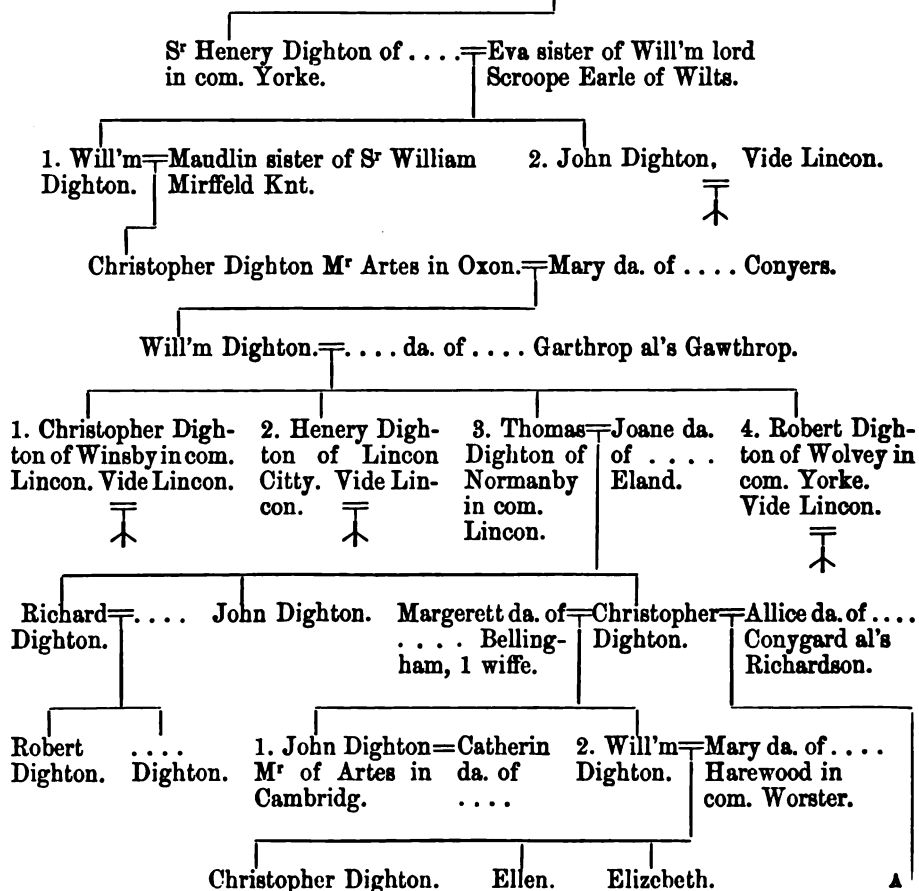 Sʳ Henery Dighton of . . . . = Eva sister of Will'm lord
in com. Yorke. Scroope Earle of Wilts.
1. Will'm = Maudlin sister of Sʳ William
Dighton. Mirffeld Knt.
2. John Dighton, Vide Lincon.
Christopher Dighton Mʳ Artes in Oxon. = Mary da. of . . . . Conyers.
Will'm Dighton. = . . . . da. of . . . . Garthrop al's Gawthrop.
1. Christopher Digh-
ton of Winsby in com.
Lincon. Vide Lincon.
2. Henery Digh-
ton of Lincon
Citty. Vide Lin-
con.
3. Thomas =
Dighton of
Normanby
in com.
Lincon.
Joane da.
of . . . .
Eland.
4. Robert Digh-
ton of Wolvey in
com. Yorke.
Vide Lincon.
Richard = . . . .
Dighton.
John Dighton.
Margerett da. of =
. . . . Belling-
ham, 1 wiffe.
Christopher =
Dighton.
Allice da. of . . . .
Conygard al's
Richardson.
Robert
Dighton.
. . . .
Dighton.
1. John Dighton =
Mʳ of Artes in
Cambridg.
Catherin
da. of
. . . .
2. Will'm =
Dighton.
Mary da. of . . . .
Harewood in
com. Worster.
Christopher Dighton.
Ellen.
Elizebeth.
A